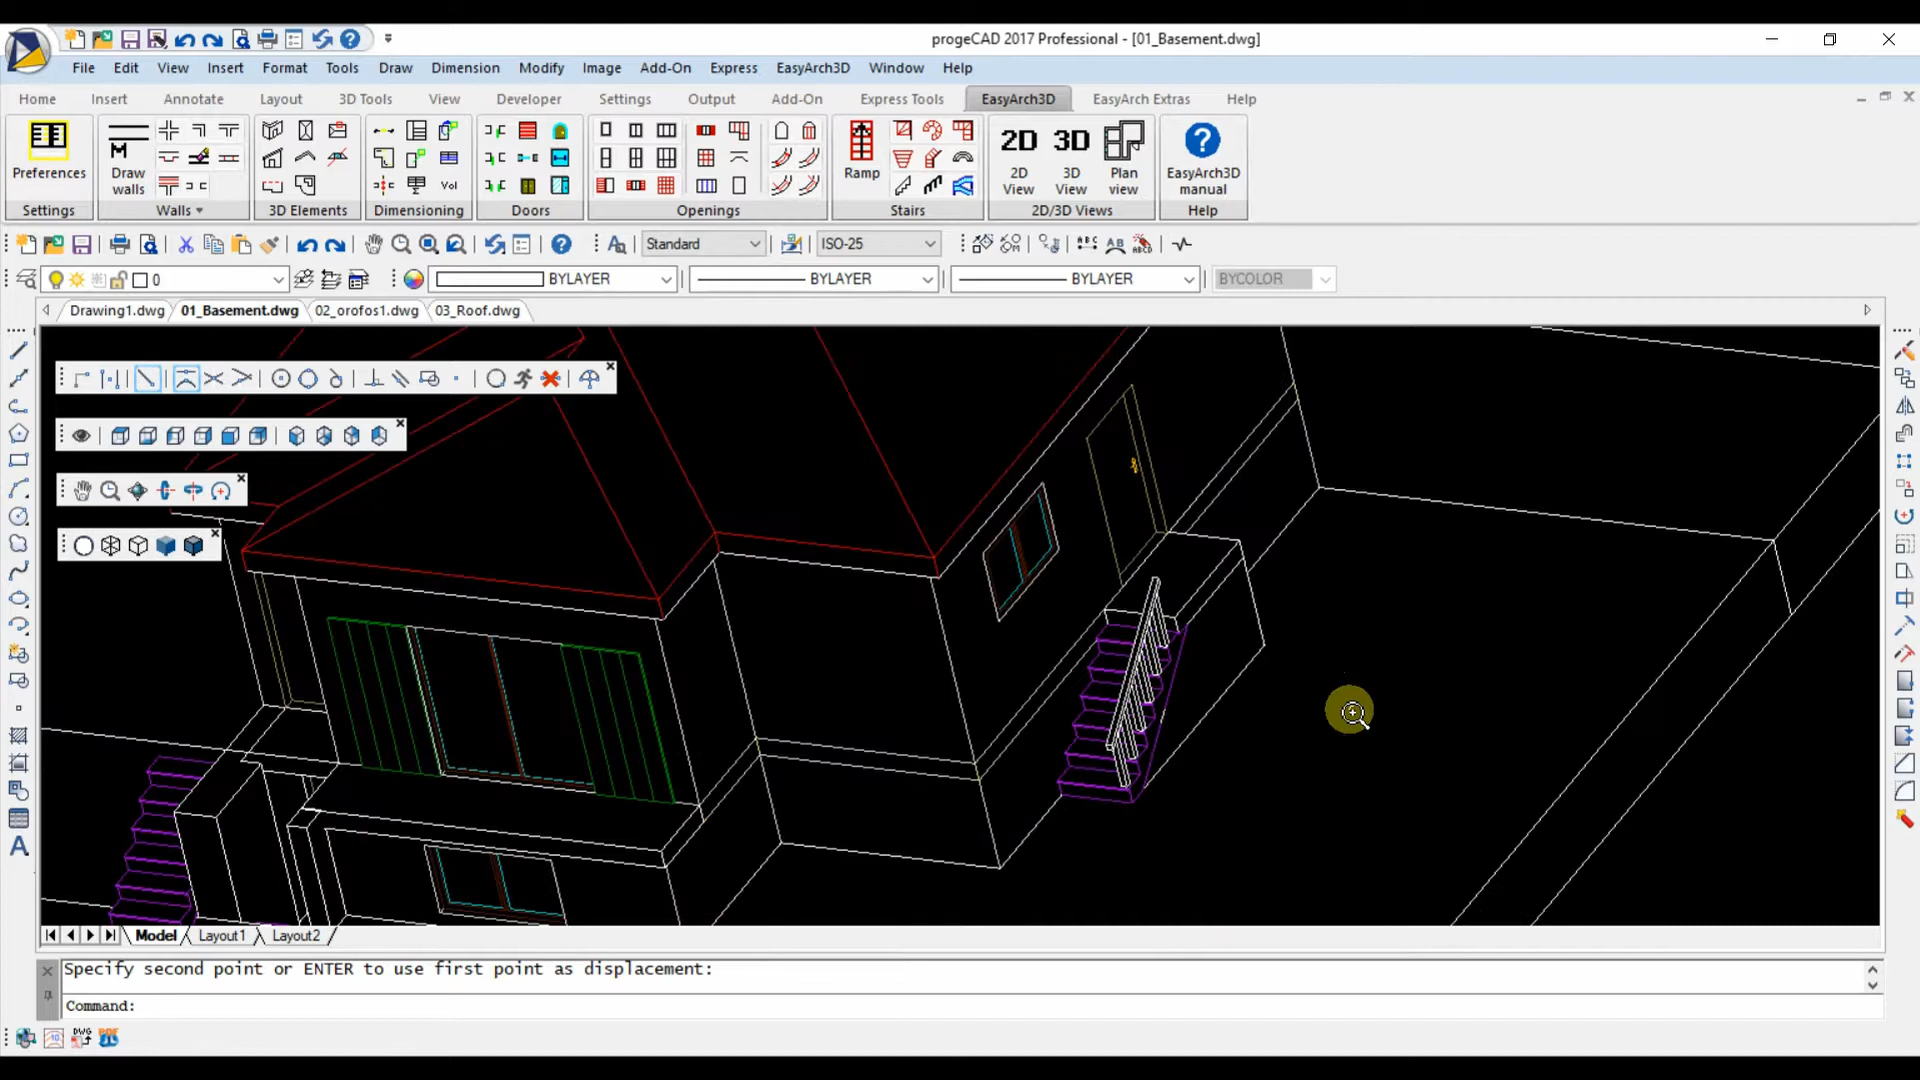 progeCAD 2017 Professional - [01_Basement.dwg]
File Edit View Insert Format Tools Draw Dimension Modify Image Add-On Express EasyArch3D Window Help
Home Insert Annotate Layout 3D Tools View Developer Settings Output Add-On Express Tools EasyArch3D EasyArch Extras Help
Preferences
Settings
M
Draw
walls
Walls
3D Elements
Vol
Dimensioning
Doors
Openings
Ramp
Stairs
2D
2D
View
3D
3D
View
Plan
view
2D/3D Views
EasyArch3D
manual
Help
Standard
ISO-25
0
BYLAYER
BYLAYER
BYLAYER
BYCOLOR
Drawing1.dwg 01_Basement.dwg 02_orofos1.dwg 03_Roof.dwg
Model Layout1 Layout2
Specify second point or ENTER to use first point as displacement:
Command: